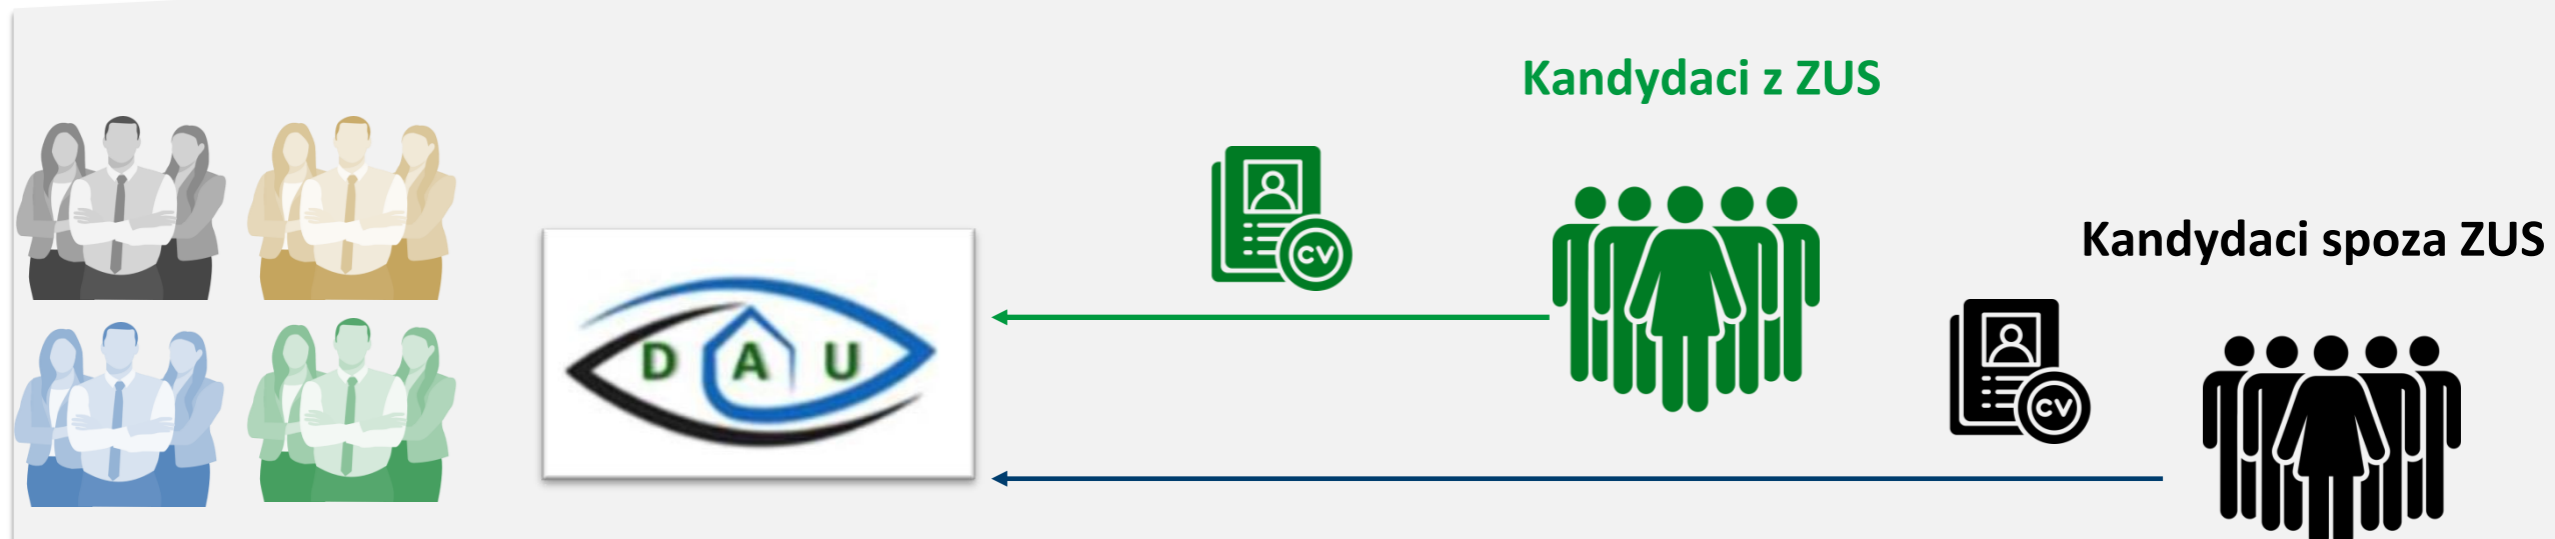 Kandydaci z ZUS
CV
Kandydaci spoza ZUS
D A U
CV